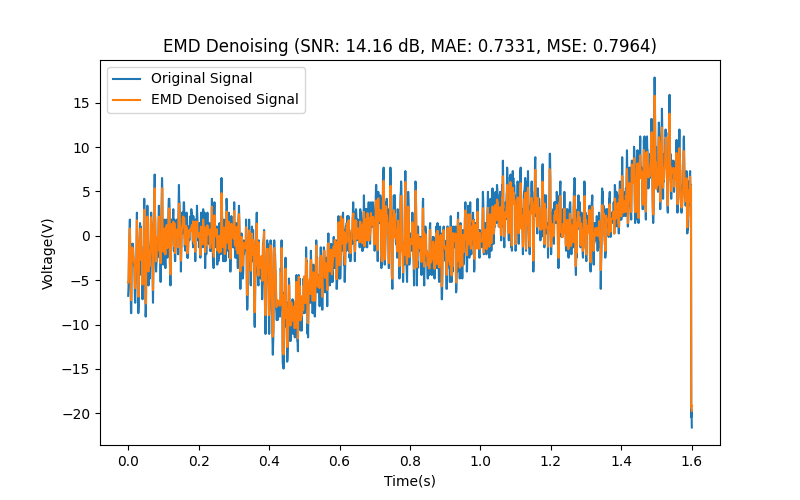 EMD Denoising (SNR: 14.16 dB, MAE: 0.7331, MSE: 0.7964)
Original Signal
EMD Denoised Signal
15
10
5
0
−5
−10
−15
−20
Voltage(V)
0.0 0.2 0.4 0.6 0.8 1.0 1.2 1.4 1.6
Time(s)